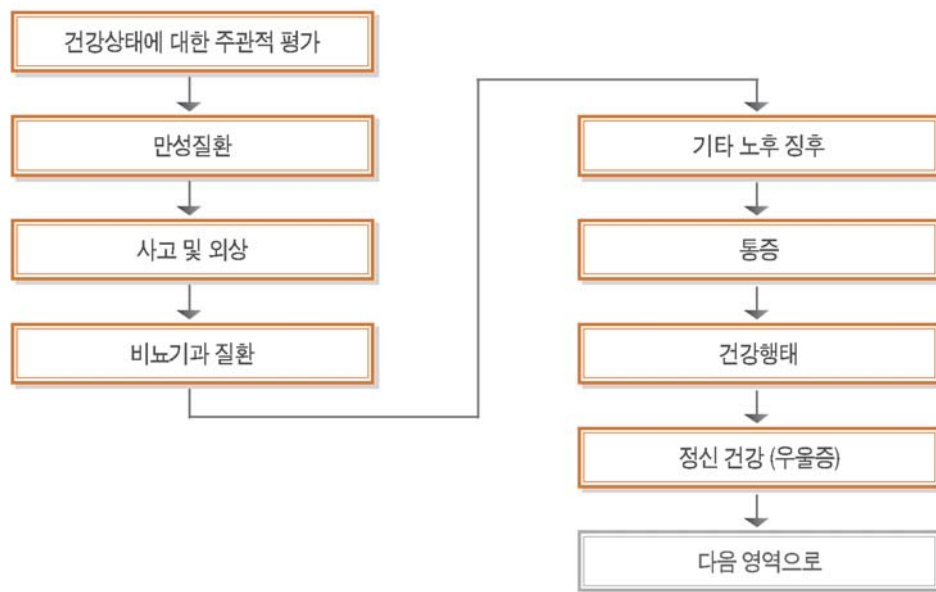 건강상태에 대한 주관적 평가
만성질환
사고 및 외상
비뇨기과 질환
기타 노후 징후
통증
건강행태
정신 건강 (우울증)
다음 영역으로